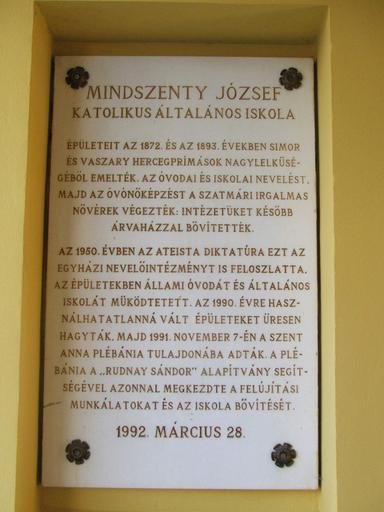 MINDSZENTY JÓZSEF
KATOLIKUS ÁLTALÁNOS ISKOLA
ÉPÜLETEIT AZ 1872. ÉS AZ 1893. ÉVEKBEN SIMOR
ÉS VASZARY HERCEGPRÍMÁSOK NAGYLELKÜSÉ-
GÉBŐL EMELTÉK. AZ ÓVODAI ÉS ISKOLAI NEVELÉST,
MAJD AZ ÓVÓNŐKÉPZÉST A SZATMÁRI IRGALMAS
NŐVÉREK VÉGEZTÉK: INTÉZETÜKET KÉSŐBB
ÁRVAHÁZZAL BŐVÍTETTÉK.
AZ 1950. ÉVBEN AZ ATEISTA DIKTATÚRA EZT AZ
EGYHÁZI NEVELŐINTÉZMÉNYT IS FELOSZLATTA.
AZ ÉPÜLETEKBEN ÁLLAMI ÓVODÁT ÉS ÁLTALÁNOS
ISKOLÁT MŰKÖDTETETT. AZ 1990. ÉVRE HASZ-
NÁLHATATLANNÁ VÁLT ÉPÜLETEKET ÜRESEN
HAGYTÁK, MAJD 1991. NOVEMBER 7-ÉN A SZENT
ANNA PLÉBÁNIA TULAJDONÁBA ADTÁK. A PLÉ-
BÁNIA A „RUDNAY SÁNDOR" ALAPÍTVÁNY SEGÍT-
SÉGÉVEL AZONNAL MEGKEZDTE A FELÚJÍTÁSI
MUNKÁLATOKAT ÉS AZ ISKOLA BŐVÍTÉSÉT.
1992. MÁRCIUS 28.